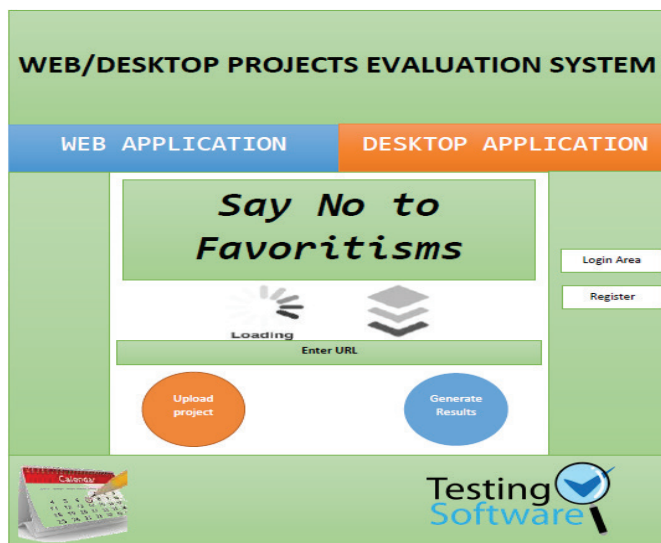 WEB/DESKTOP PROJECTS EVALUATION SYSTEM
WEB APPLICATION
DESKTOP APPLICATION
Say No to
Favoritisms
Login Area
Register
Loading
Enter URL
Upload
project
Generate
Results
Calendar
Testing
Software